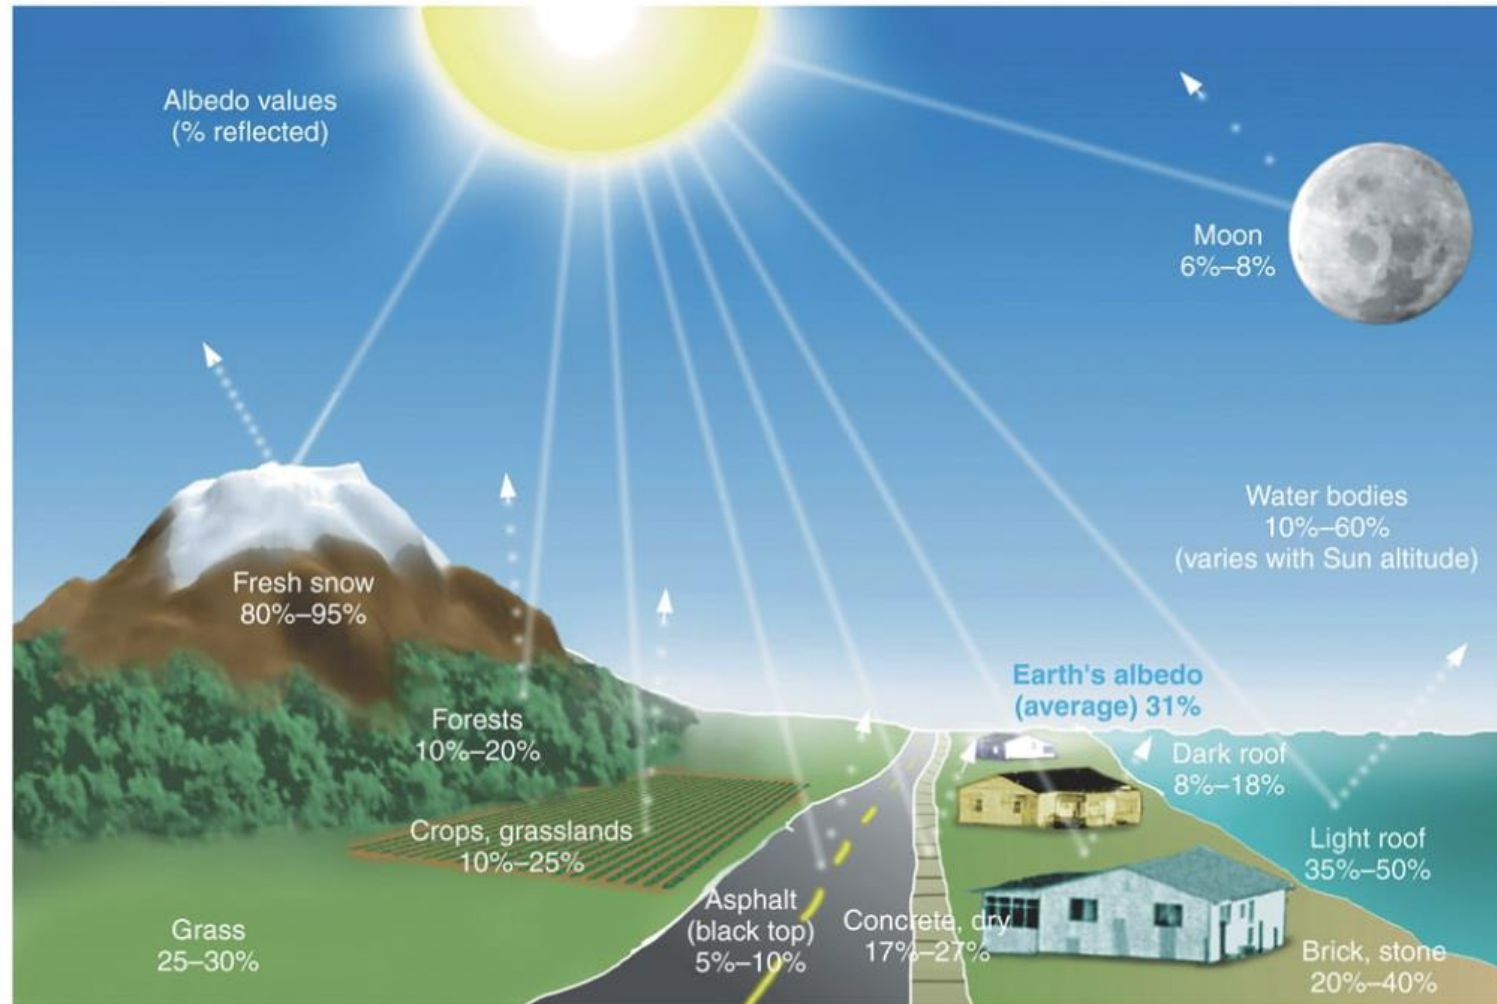 Albedo values
(% reflected)
Moon
6%–8%
Water bodies
10%–60%
(varies with Sun altitude)
Fresh snow
80%–95%
Earth's albedo
(average) 31%
Forests
10%–20%
Dark roof
8%–18%
Crops, grasslands
10%–25%
Light roof
35%–50%
Asphalt
(black top)
5%–10%
Concrete, dry
17%–27%
Grass
25–30%
Brick, stone
20%–40%